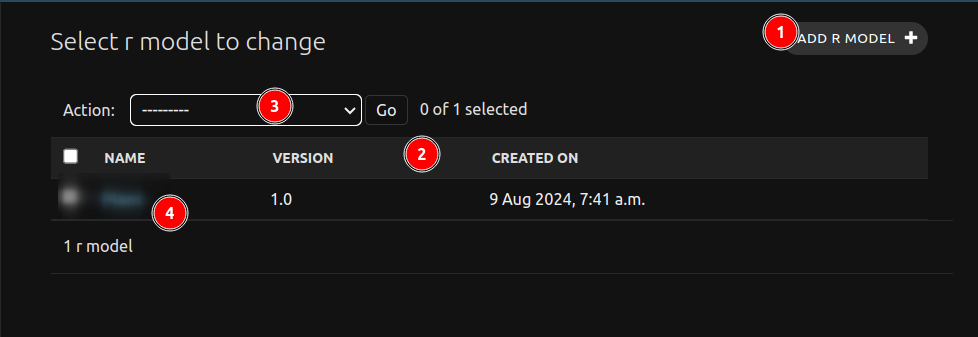 Select r model to change
1 ADD R MODEL +
Action: --------- 3 Go 0 of 1 selected
NAME VERSION 2 CREATED ON
4 1.0 9 Aug 2024, 7:41 a.m.
1 r model